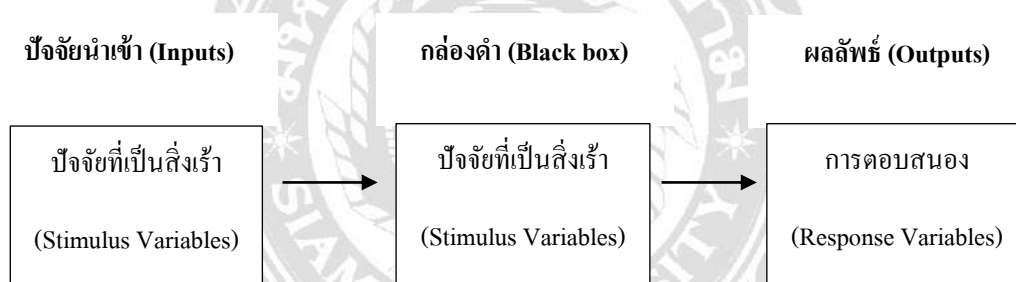 ปัจจัยนำเข้า (Inputs)
กล่องดำ (Black box)
ผลลัพธ์ (Outputs)
ปัจจัยที่เป็นสิ่งเร้า
(Stimulus Variables)
ปัจจัยที่เป็นสิ่งเร้า
(Stimulus Variables)
การตอบสนอง
(Response Variables)